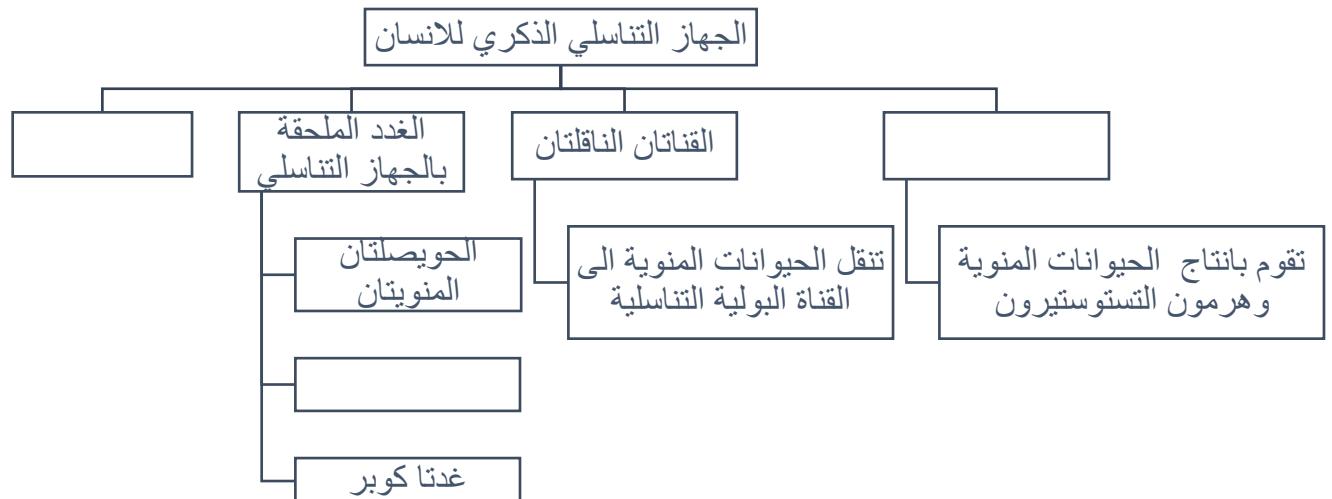 الجهاز التناسلي الذكري للانسان
القناتان الناقلتان
الغدد الملحقة
بالجهاز التناسلي
تقوم بانتاج الحيوانات المنوية
وهرمون التستوستيرون
تنقل الحيوانات المنوية الى
القناة البولية التناسلية
الحويصلتان
المنويتان
غدتا كوبر